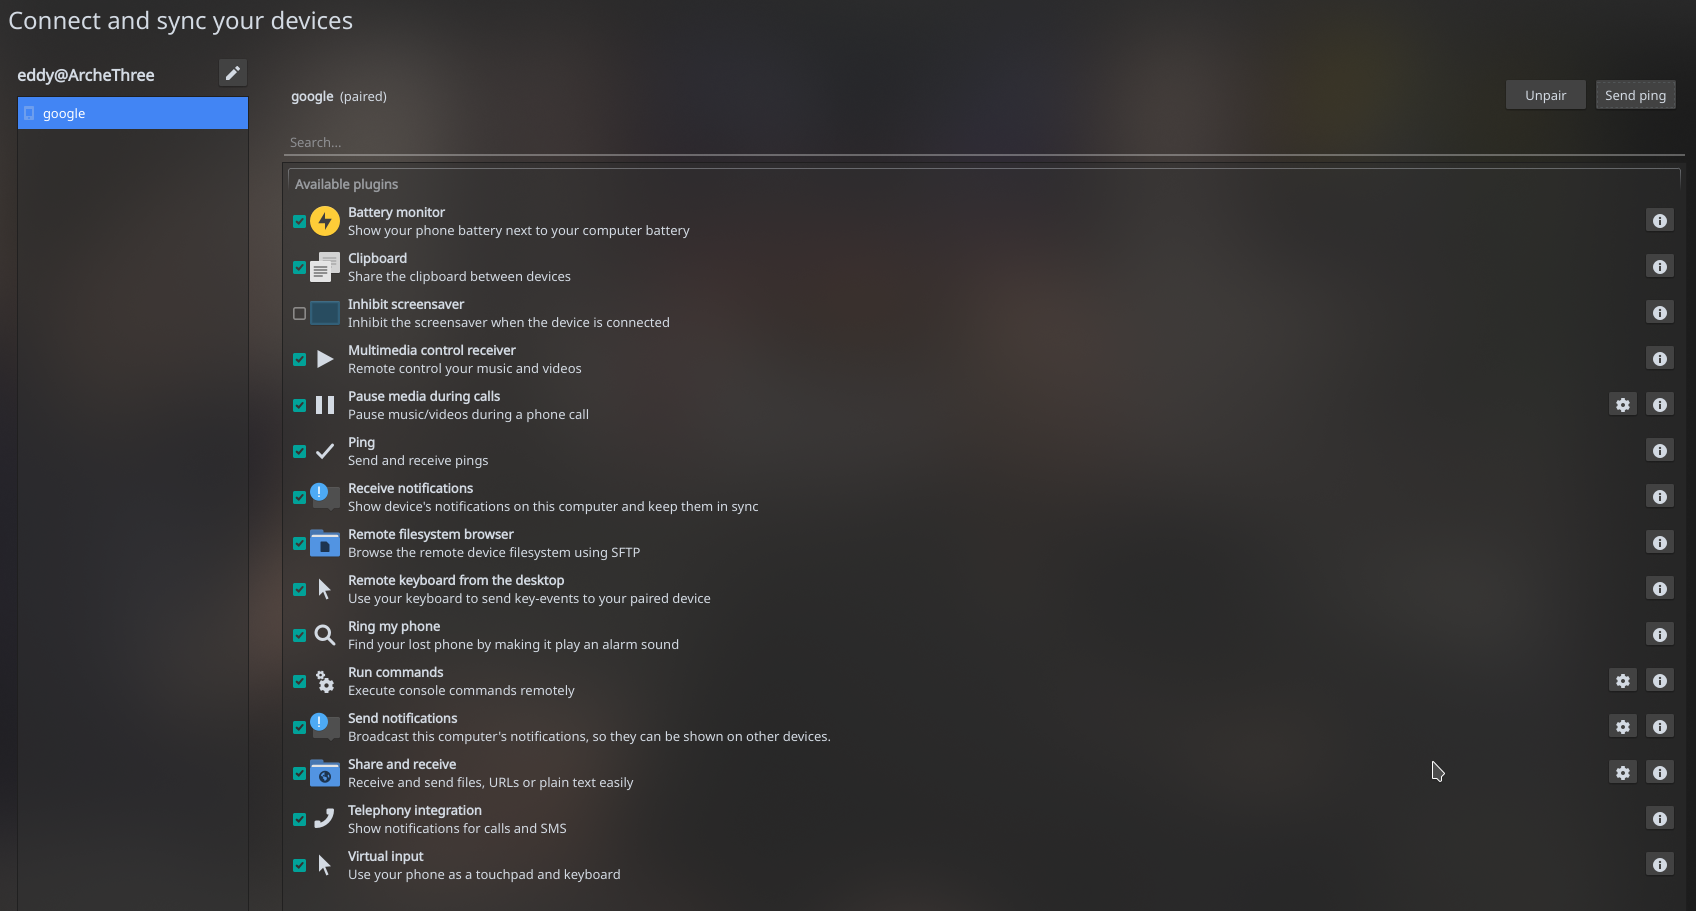 Connect and sync your devices
eddy@ArcheThree
google
google (paired)
Unpair
Send ping
Search...
Available plugins
Battery monitor
Show your phone battery next to your computer battery
Clipboard
Share the clipboard between devices
Inhibit screensaver
Inhibit the screensaver when the device is connected
Multimedia control receiver
Remote control your music and videos
Pause media during calls
Pause music/videos during a phone call
Ping
Send and receive pings
Receive notifications
Show device's notifications on this computer and keep them in sync
Remote filesystem browser
Browse the remote device filesystem using SFTP
Remote keyboard from the desktop
Use your keyboard to send key-events to your paired device
Ring my phone
Find your lost phone by making it play an alarm sound
Run commands
Execute console commands remotely
Send notifications
Broadcast this computer's notifications, so they can be shown on other devices.
Share and receive
Receive and send files, URLs or plain text easily
Telephony integration
Show notifications for calls and SMS
Virtual input
Use your phone as a touchpad and keyboard